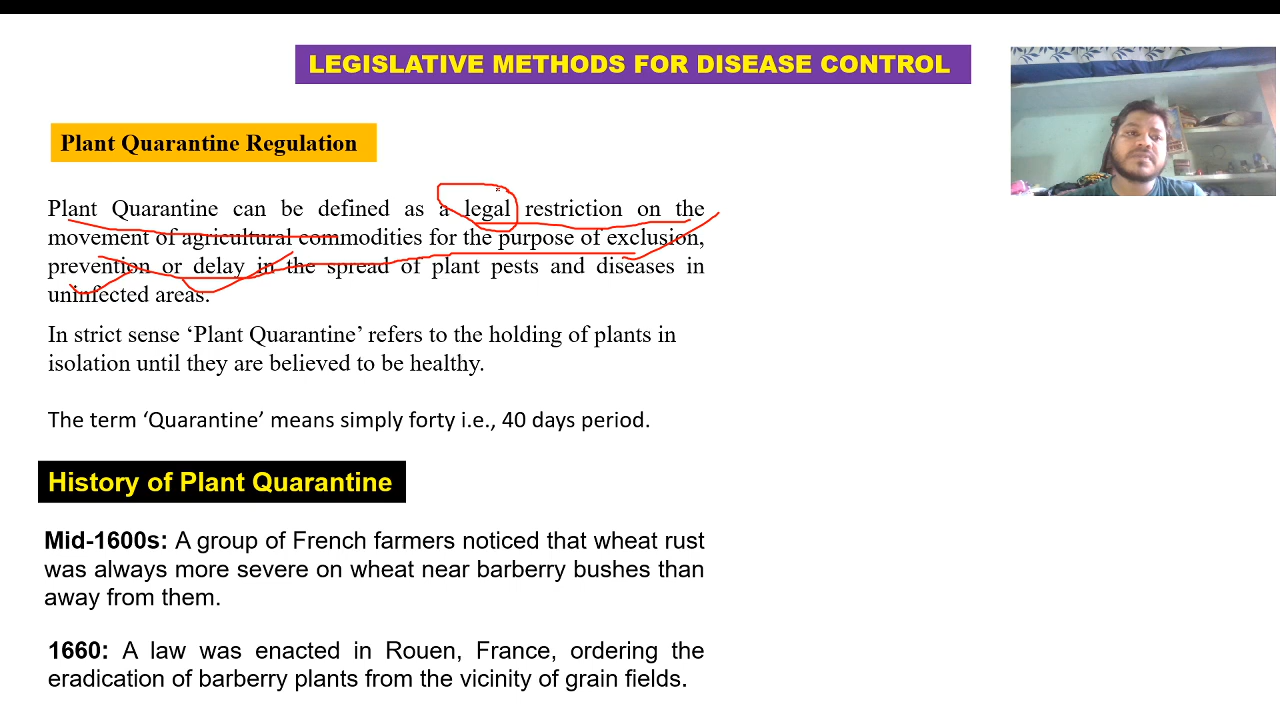 LEGISLATIVE METHODS FOR DISEASE CONTROL
Plant Quarantine Regulation
Plant Quarantine can be defined as a legal restriction on the
movement of agricultural commodities for the purpose of exclusion,
prevention or delay in the spread of plant pests and diseases in
uninfected areas.
In strict sense ‘Plant Quarantine’ refers to the holding of plants in
isolation until they are believed to be healthy.
The term ‘Quarantine’ means simply forty i.e., 40 days period.
History of Plant Quarantine
Mid-1600s: A group of French farmers noticed that wheat rust
was always more severe on wheat near barberry bushes than
away from them.
1660: A law was enacted in Rouen, France, ordering the
eradication of barberry plants from the vicinity of grain fields.